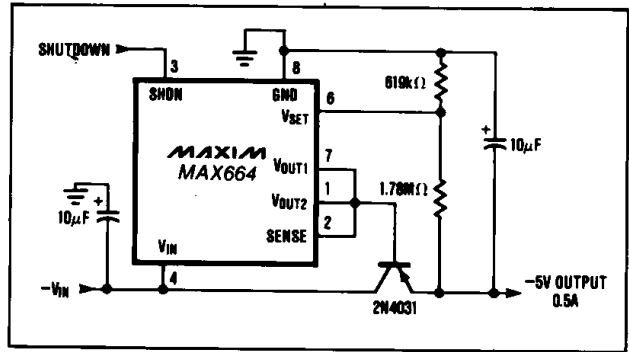 SHUTDOWN
3
8
SHDN
GND
619kΩ
6
VSET
MAXIM
MAX664
+
10μF
7
VOUT1
1
VOUT2
1.78MΩ
2
SENSE
+
10μF
VIN
4
-VIN
2N4031
-5V OUTPUT
0.5A